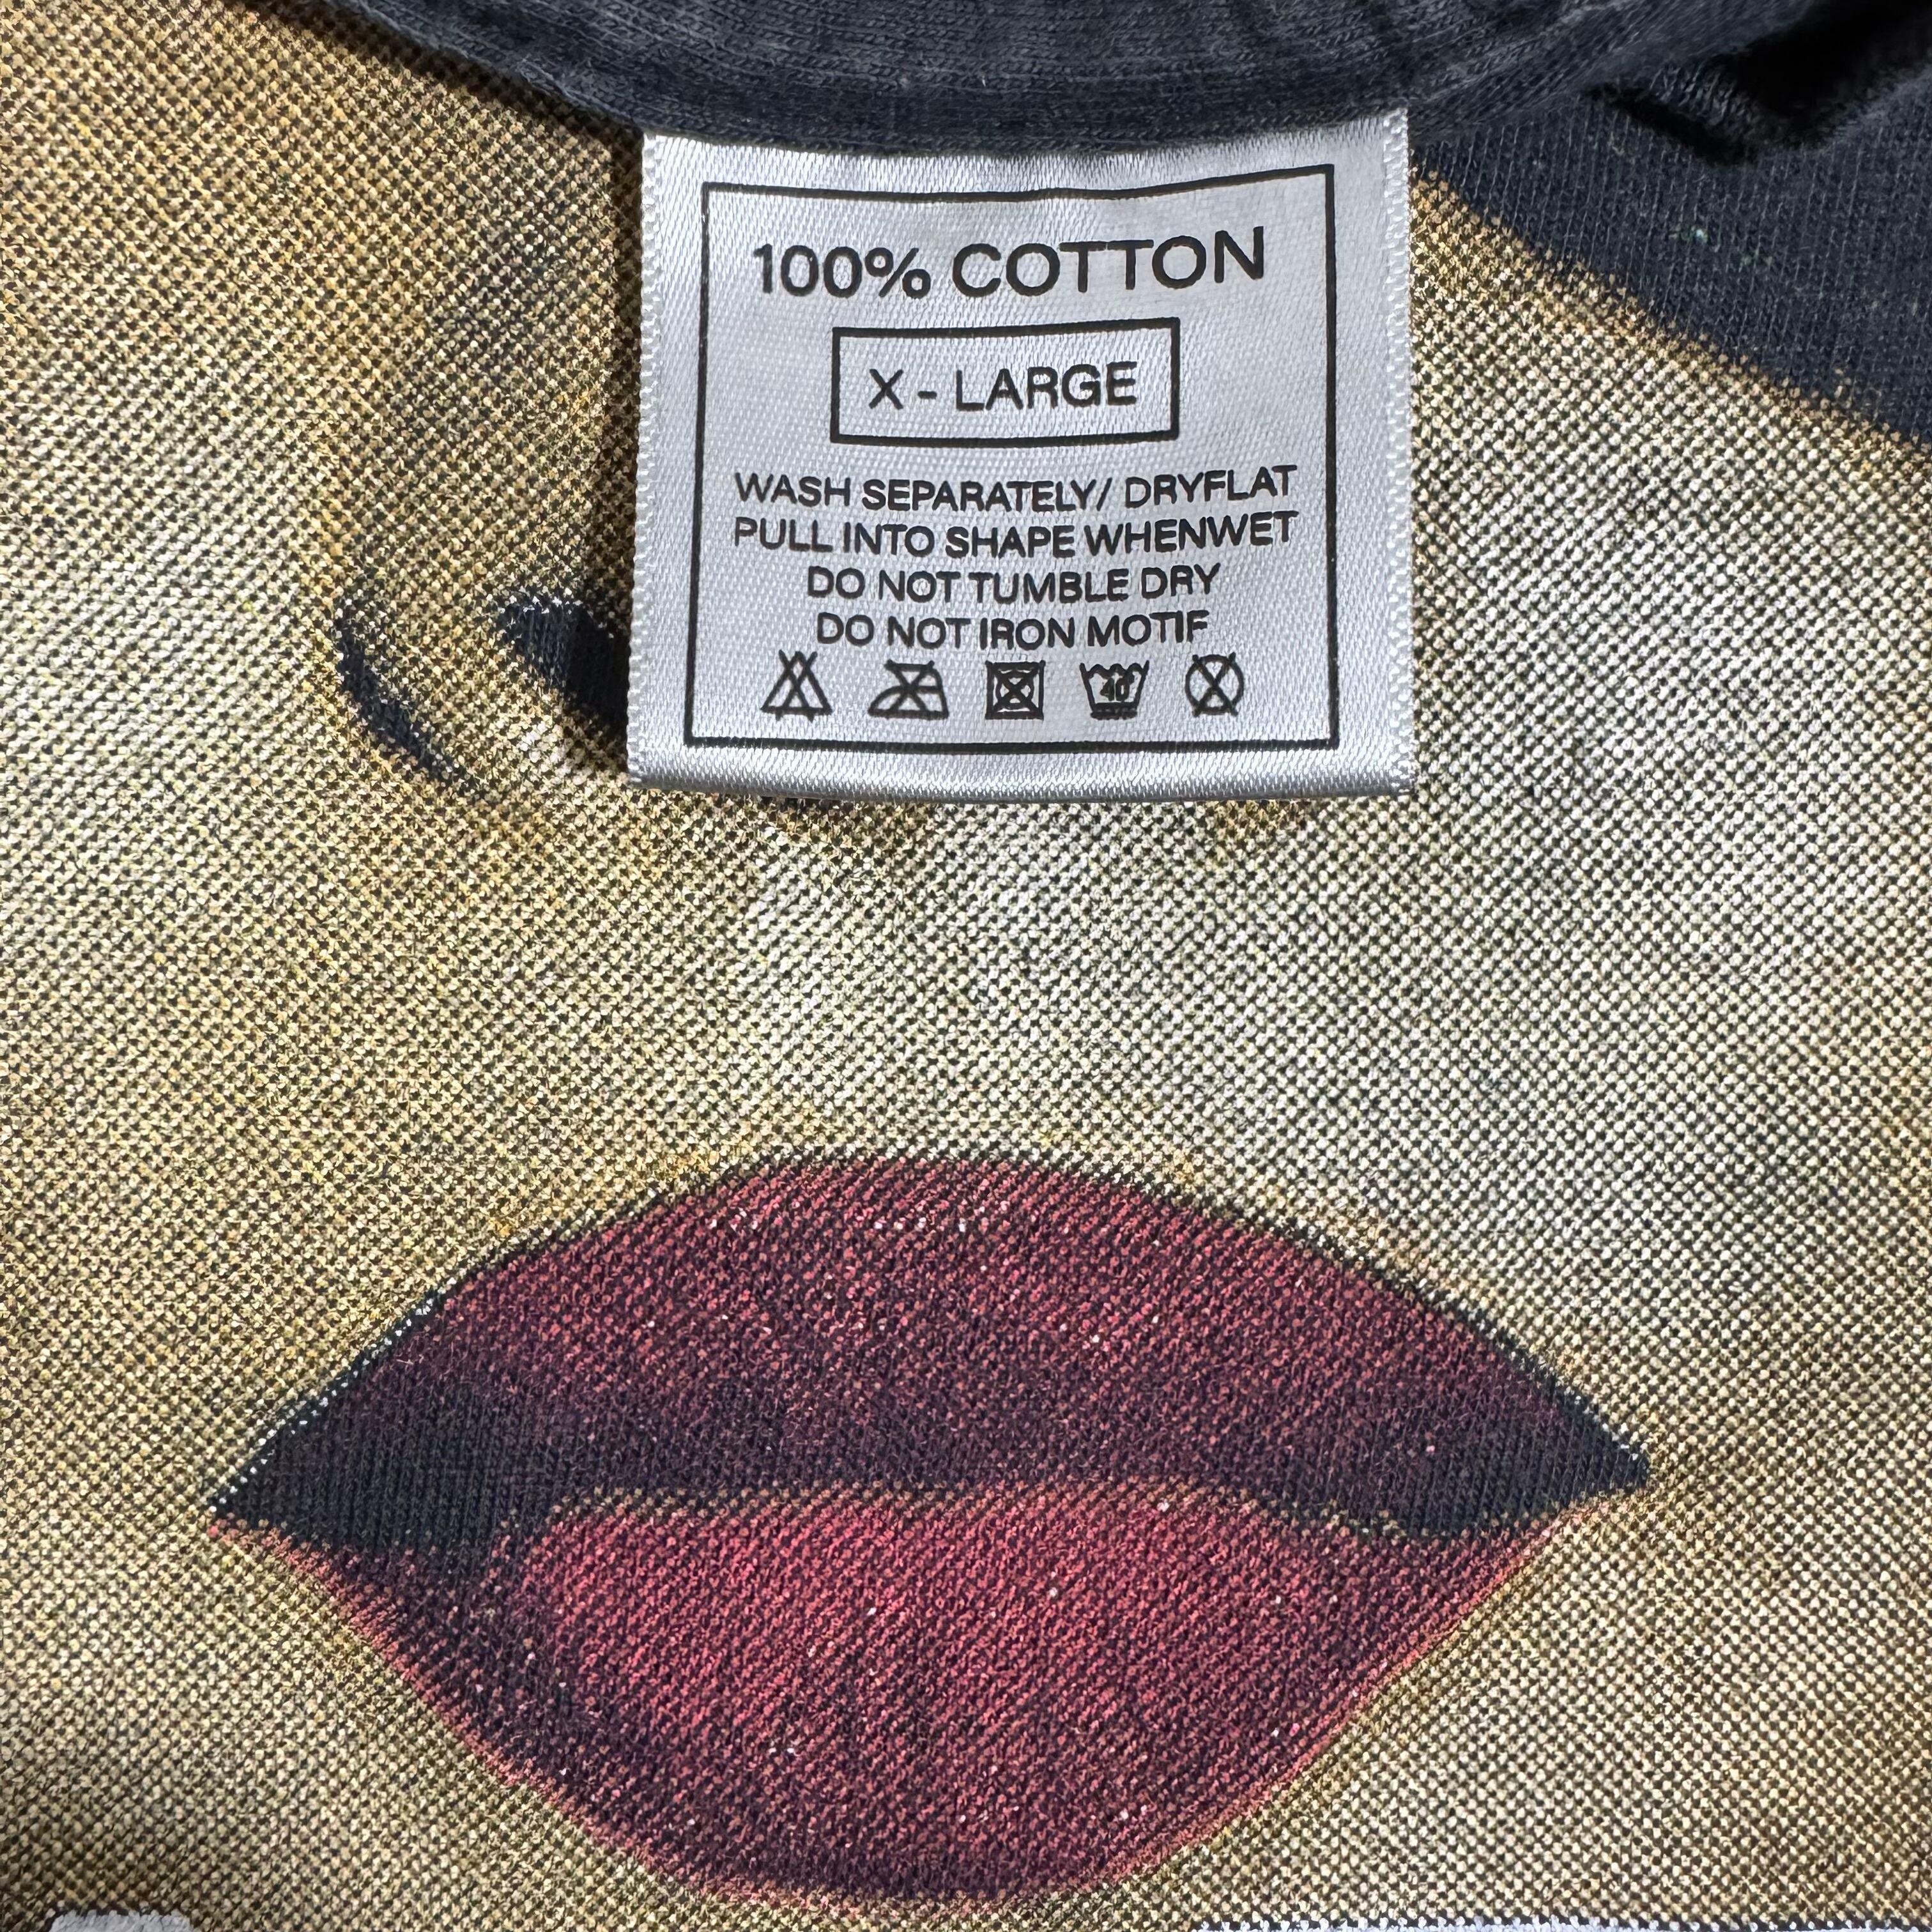 100% COTTON
X - LARGE
WASH SEPARATELY/ DRYFLAT
PULL INTO SHAPE WHENWET
DO NOT TUMBLE DRY
DO NOT IRON MOTIF
40